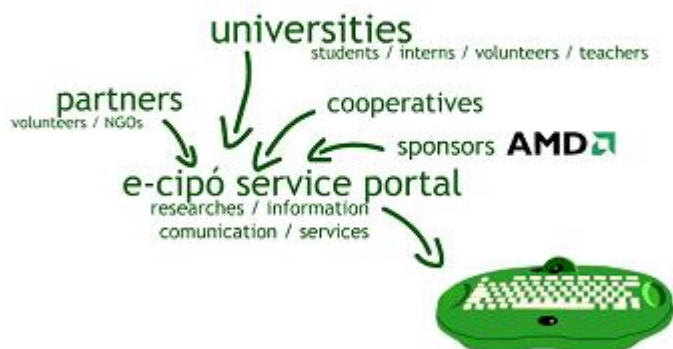 universities
students / interns / volunteers / teachers
partners
volunteers / NGOs
cooperatives
sponsors AMD
e-cipó service portal
researches / information
comunication / services